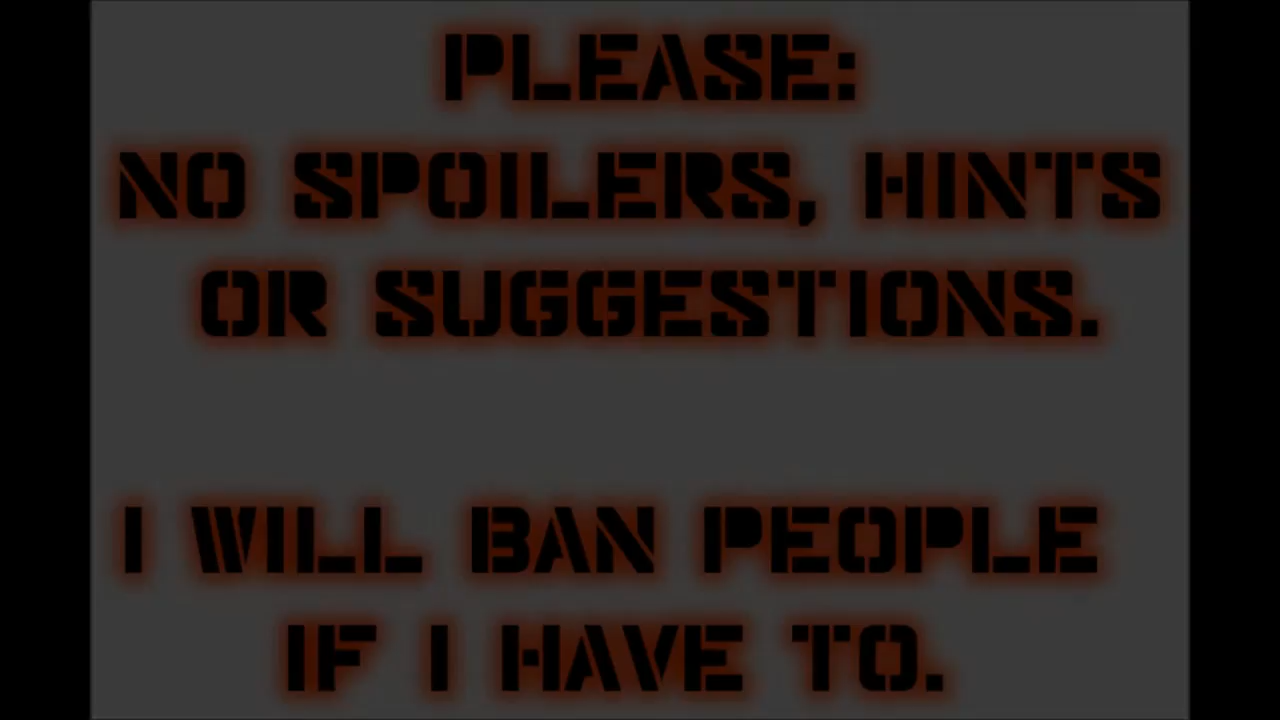 PLEASE:
NO SPOILERS, HINTS
OR SUGGESTIONS.
I WILL BAN PEOPLE
IF I HAVE TO.